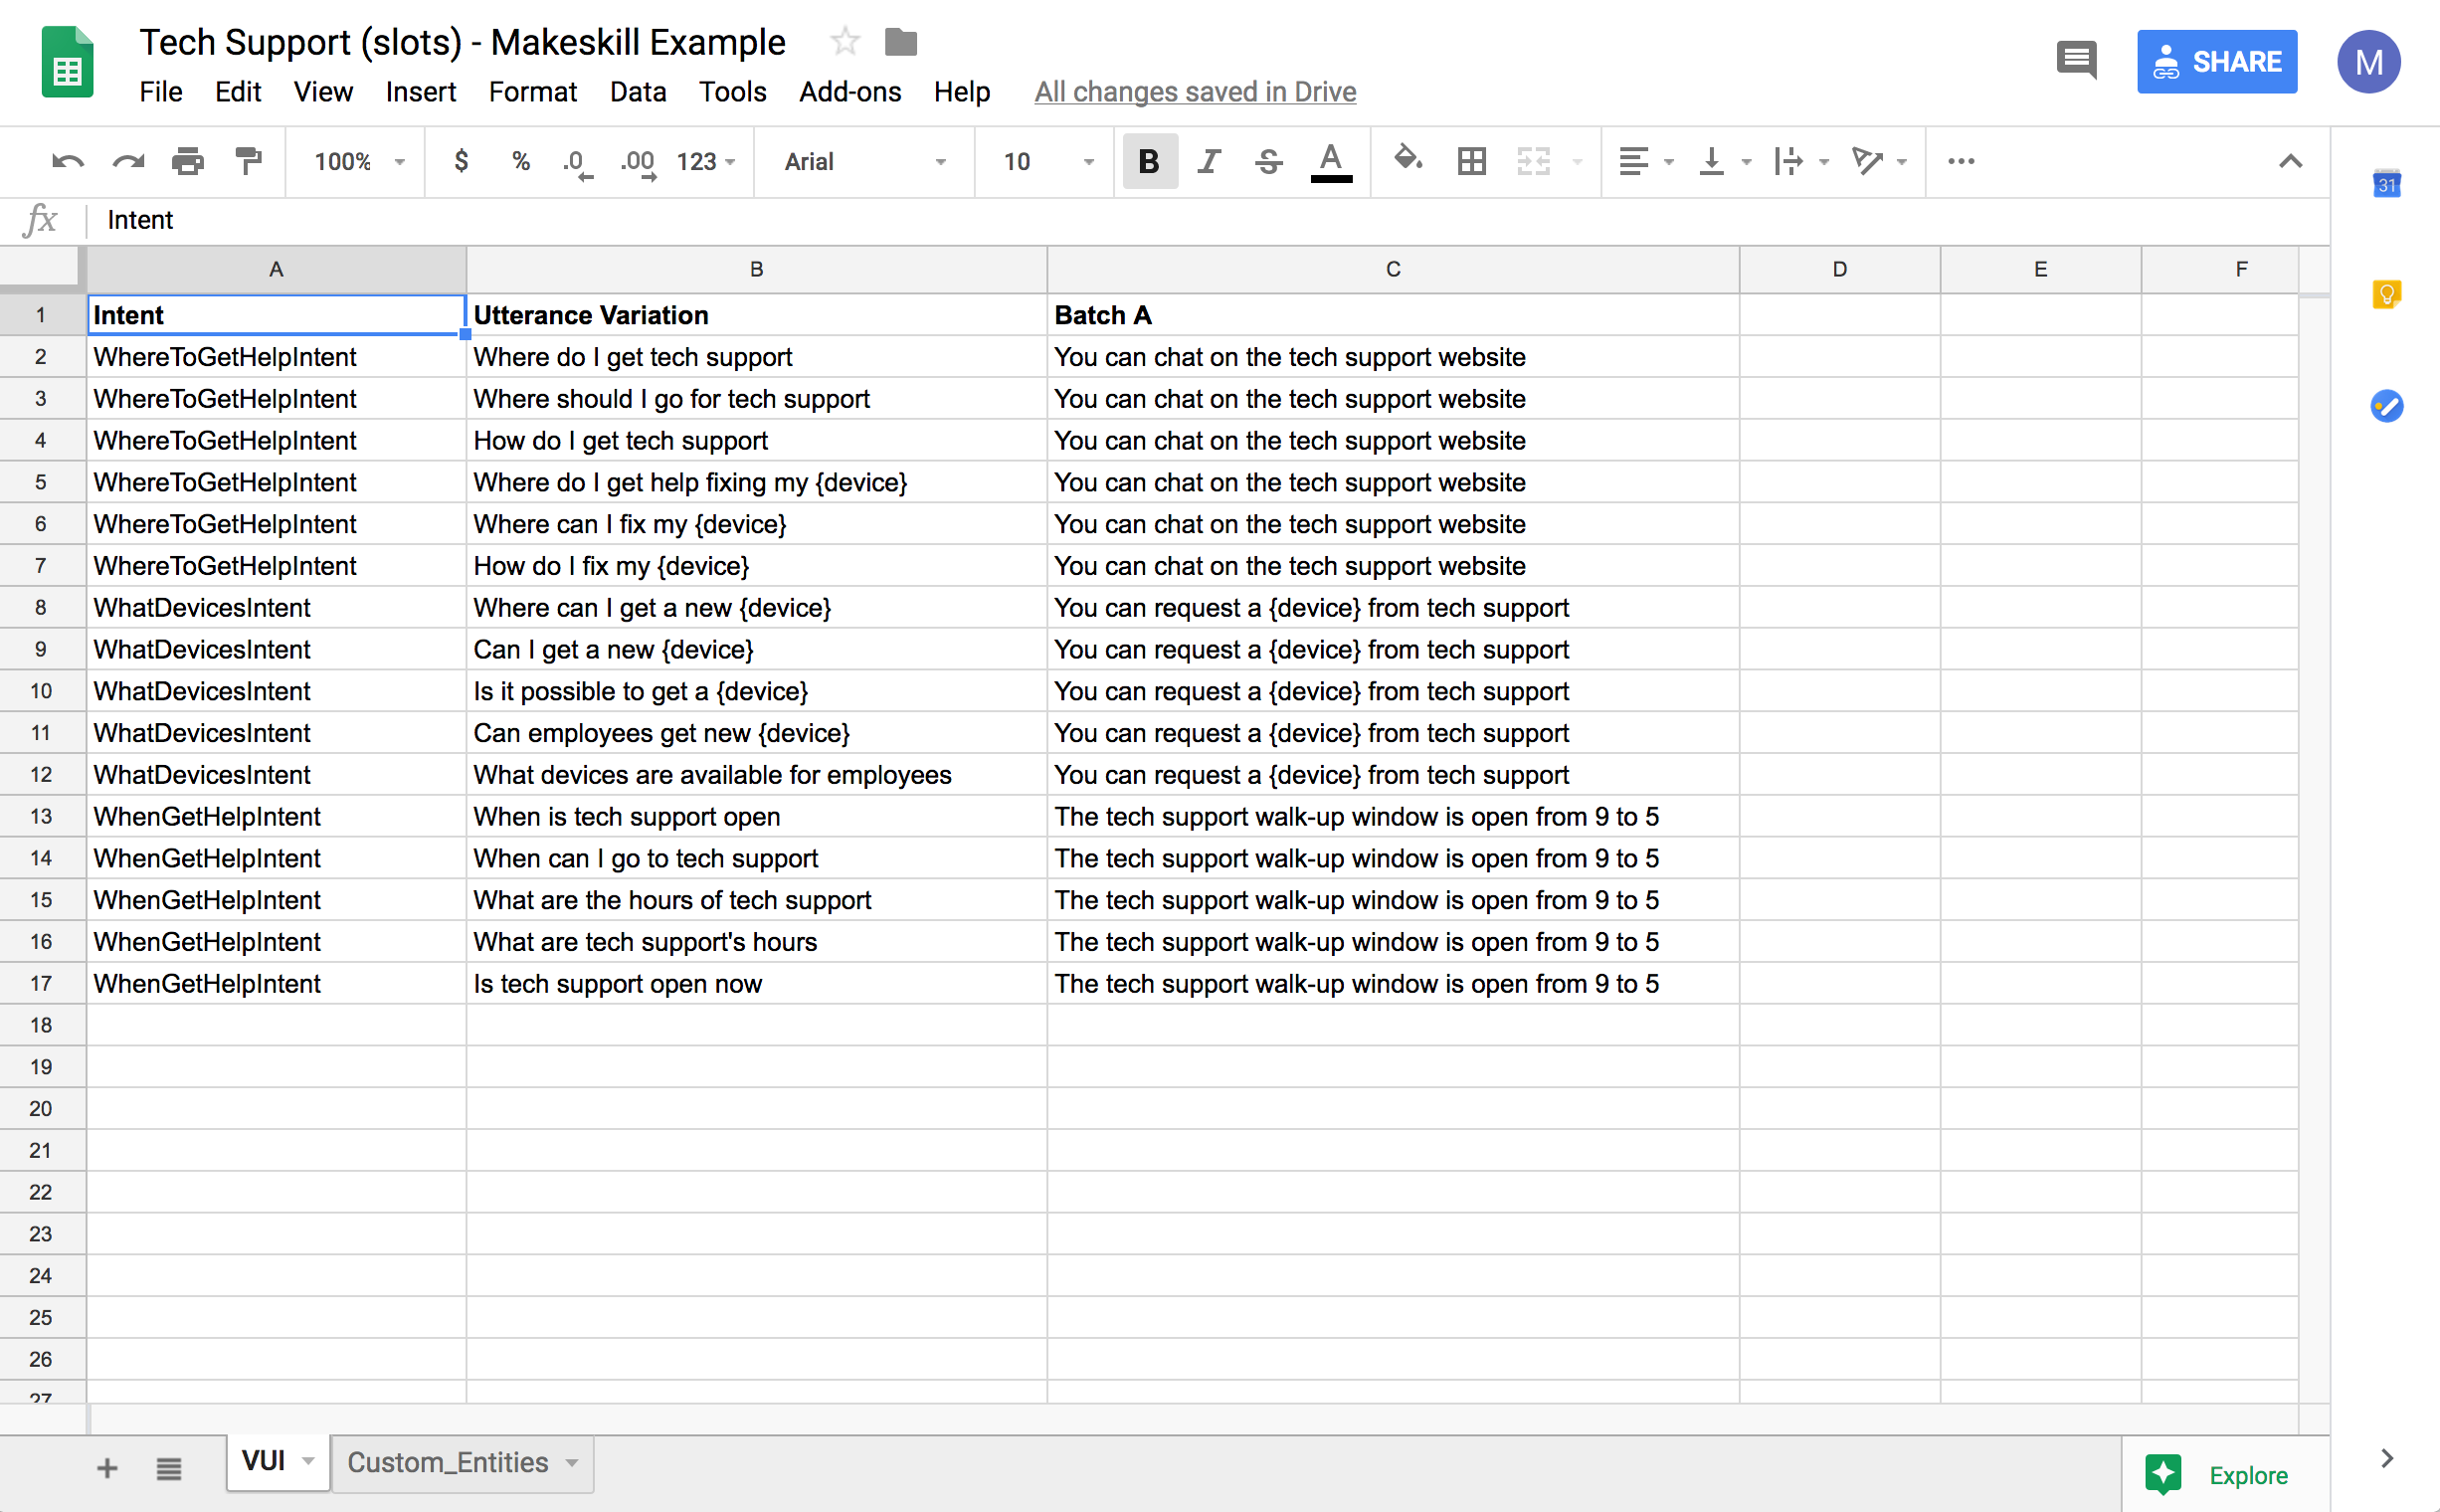 Tech Support (slots) - Makeskill Example
File Edit View Insert Format Data Tools Add-ons Help All changes saved in Drive
SHARE
M
100% $ % .0 .00 123 Arial 10 B I S A
31
fx Intent
A B C D E F
1 Intent Utterance Variation Batch A
2 WhereToGetHelpIntent Where do I get tech support You can chat on the tech support website
3 WhereToGetHelpIntent Where should I go for tech support You can chat on the tech support website
4 WhereToGetHelpIntent How do I get tech support You can chat on the tech support website
5 WhereToGetHelpIntent Where do I get help fixing my {device} You can chat on the tech support website
6 WhereToGetHelpIntent Where can I fix my {device} You can chat on the tech support website
7 WhereToGetHelpIntent How do I fix my {device} You can chat on the tech support website
8 WhatDevicesIntent Where can I get a new {device} You can request a {device} from tech support
9 WhatDevicesIntent Can I get a new {device} You can request a {device} from tech support
10 WhatDevicesIntent Is it possible to get a {device} You can request a {device} from tech support
11 WhatDevicesIntent Can employees get new {device} You can request a {device} from tech support
12 WhatDevicesIntent What devices are available for employees You can request a {device} from tech support
13 WhenGetHelpIntent When is tech support open The tech support walk-up window is open from 9 to 5
14 WhenGetHelpIntent When can I go to tech support The tech support walk-up window is open from 9 to 5
15 WhenGetHelpIntent What are the hours of tech support The tech support walk-up window is open from 9 to 5
16 WhenGetHelpIntent What are tech support's hours The tech support walk-up window is open from 9 to 5
17 WhenGetHelpIntent Is tech support open now The tech support walk-up window is open from 9 to 5
18
19
20
21
22
23
24
25
26
27
VUI Custom_Entities Explore